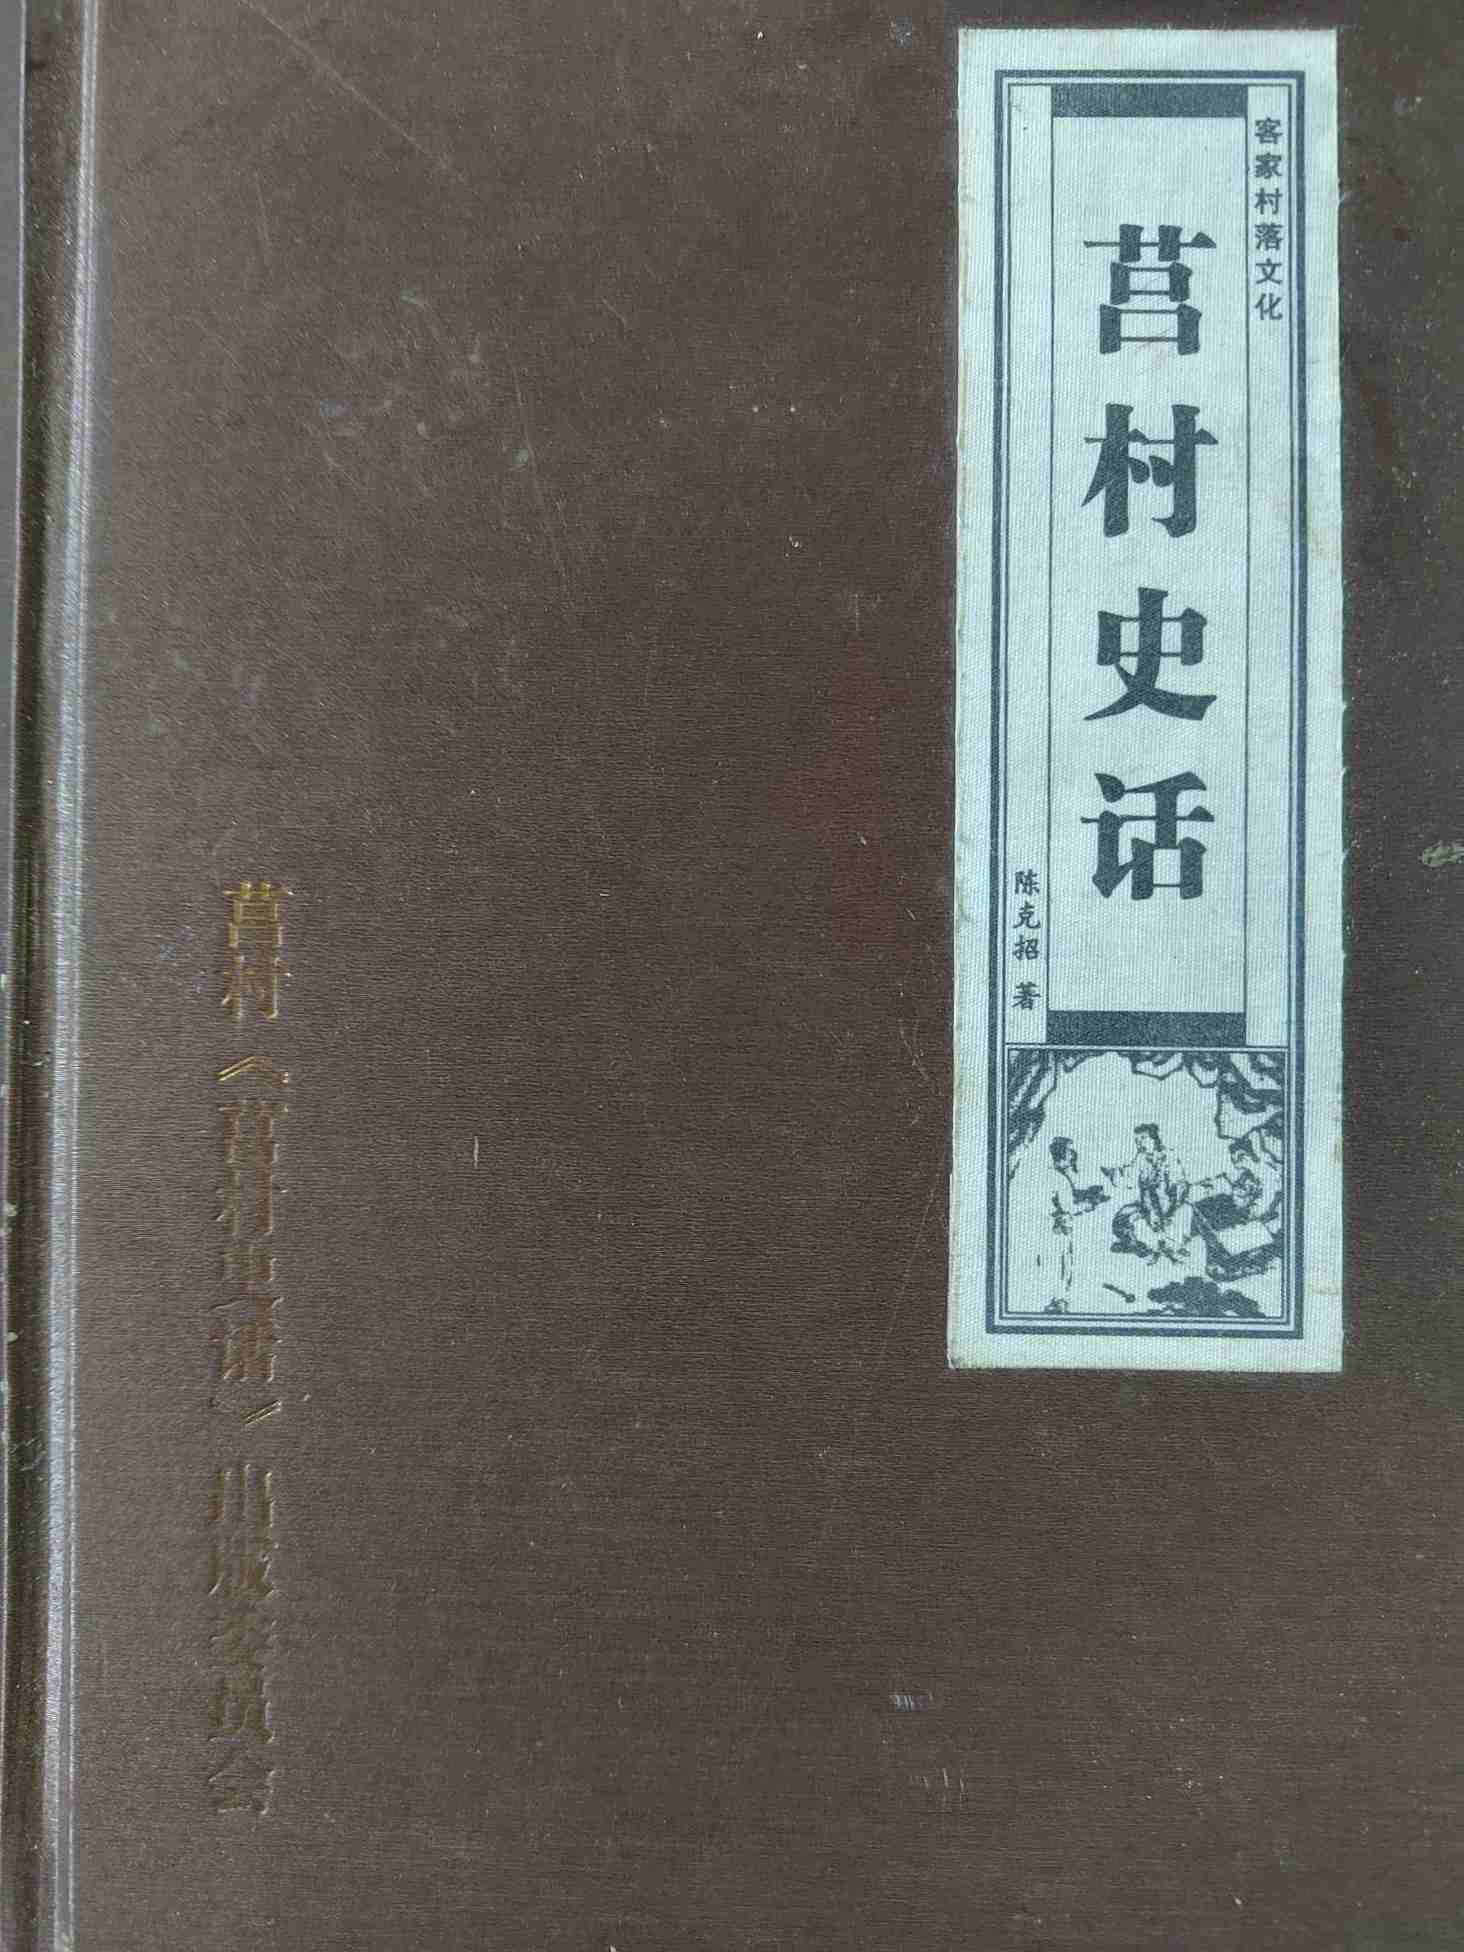 客家村落文化
莒村史话
陈克招 著
莒村《莒村史话》出版委员会